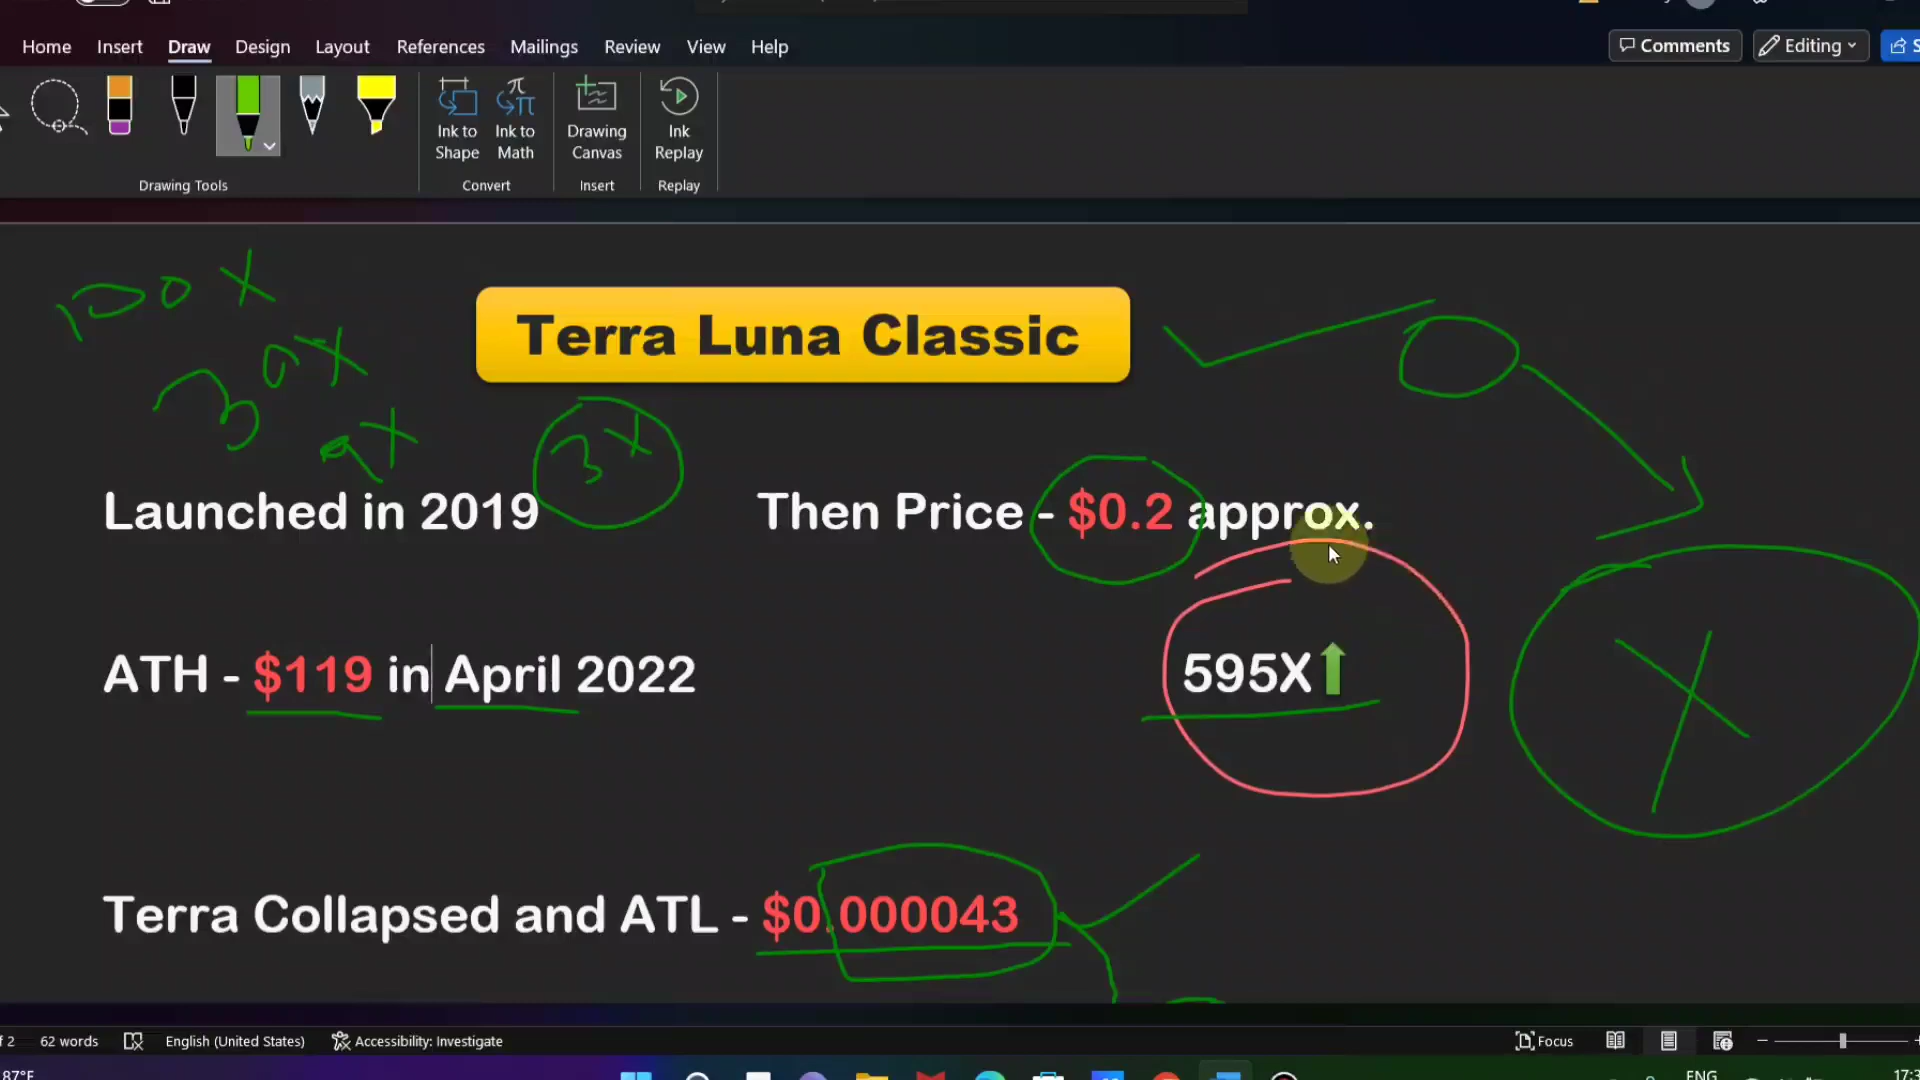 Home Insert Draw Design Layout References Mailings Review View Help
Comments Editing
Ink to Shape
Ink to Math
Drawing Canvas
Ink Replay
Drawing Tools Convert Insert Replay
100X
30X
9X
Terra Luna Classic
3X
Launched in 2019 Then Price - $0.2 approx.
ATH - $119 in April 2022 595X
X
Terra Collapsed and ATL - $0.000043
f 2 62 words English (United States) Accessibility: Investigate Focus
87°F ENG 17:3